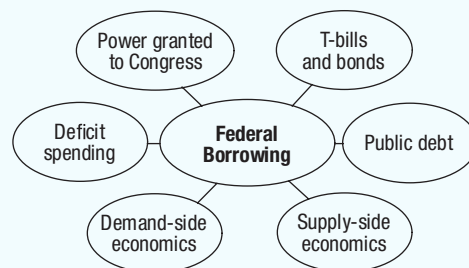 Power granted
to Congress
T-bills
and bonds
Deficit
spending
Federal
Borrowing
Public debt
Demand-side
economics
Supply-side
economics